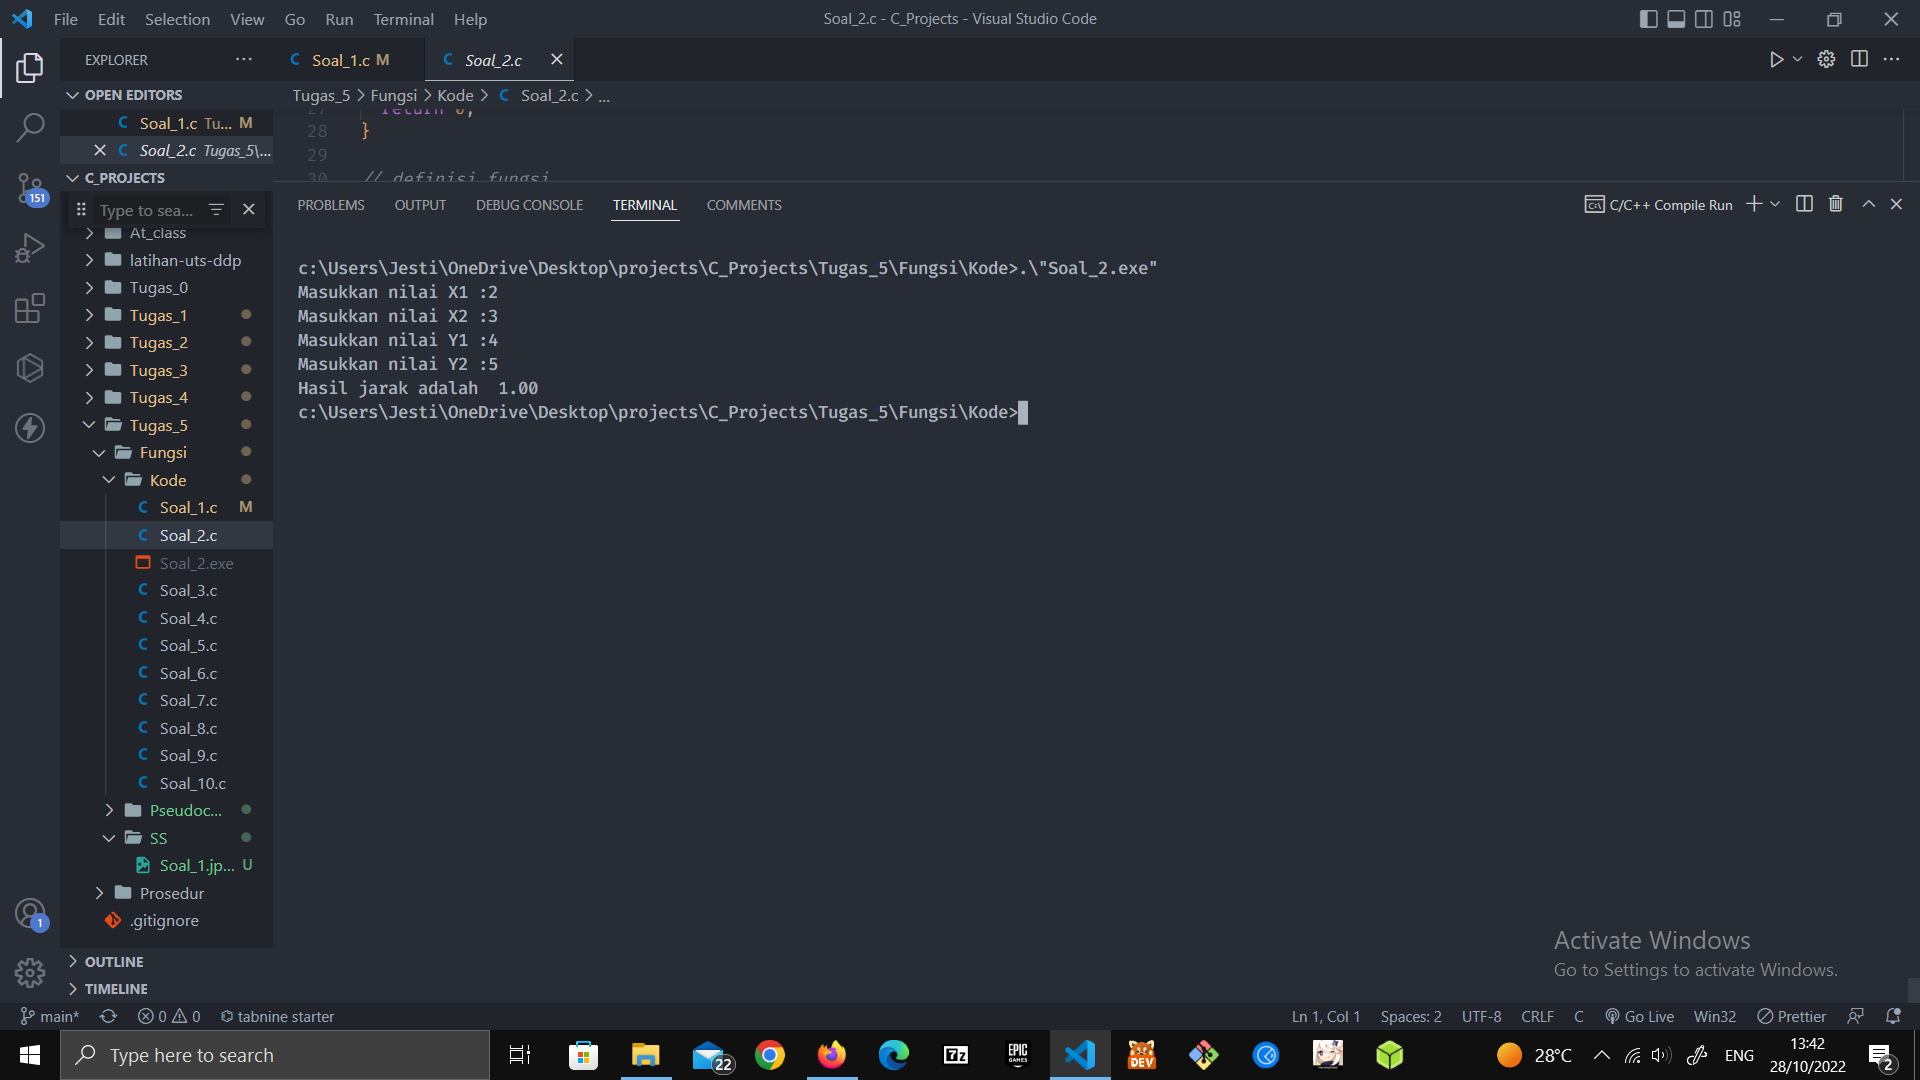 File Edit Selection View Go Run Terminal Help
Soal_2.c - C_Projects - Visual Studio Code
EXPLORER
Soal_1.c M
Soal_2.c
OPEN EDITORS
Soal_1.c Tu... M
Soal_2.c Tugas_5\...
C_PROJECTS
Type to sea...
At_class
latihan-uts-ddp
Tugas_0
Tugas_1
Tugas_2
Tugas_3
Tugas_4
Tugas_5
Fungsi
Kode
Soal_1.c M
Soal_2.c
Soal_2.exe
Soal_3.c
Soal_4.c
Soal_5.c
Soal_6.c
Soal_7.c
Soal_8.c
Soal_9.c
Soal_10.c
Pseudoc...
SS
Soal_1.jp... U
Prosedur
.gitignore
OUTLINE
TIMELINE
151
1
Tugas_5 > Fungsi > Kode > C Soal_2.c > ...
27 return 0;
28 }
29
30 // definisi fungsi
PROBLEMS OUTPUT DEBUG CONSOLE TERMINAL COMMENTS
C/C++ Compile Run
c:\Users\Jesti\OneDrive\Desktop\projects\C_Projects\Tugas_5\Fungsi\Kode>.\"Soal_2.exe"
Masukkan nilai X1 :2
Masukkan nilai X2 :3
Masukkan nilai Y1 :4
Masukkan nilai Y2 :5
Hasil jarak adalah  1.00
c:\Users\Jesti\OneDrive\Desktop\projects\C_Projects\Tugas_5\Fungsi\Kode>
Activate Windows
Go to Settings to activate Windows.
main* 0 0 tabnine starter
Ln 1, Col 1 Spaces: 2 UTF-8 CRLF C Go Live Win32 Prettier
Type here to search
22
7z
EPIC GAMES
DEV
28°C ENG
13:42
28/10/2022
2